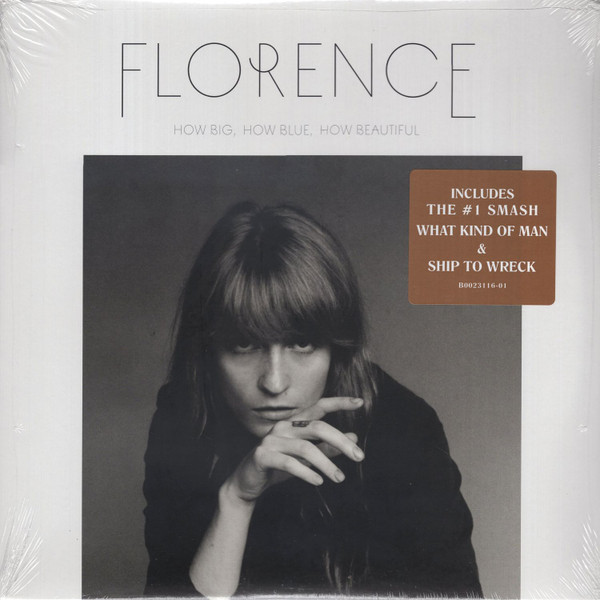 FLORENCE
HOW BIG, HOW BLUE, HOW BEAUTIFUL
INCLUDES
THE #1 SMASH
WHAT KIND OF MAN
&
SHIP TO WRECK
B0023116-01